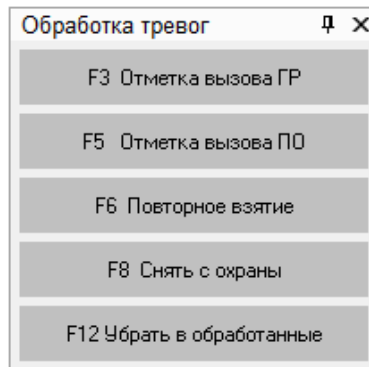 Обработка тревог
F3 Отметка вызова ГР
F5 Отметка вызова ПО
F6 Повторное взятие
F8 Снять с охраны
F12 Убрать в обработанные